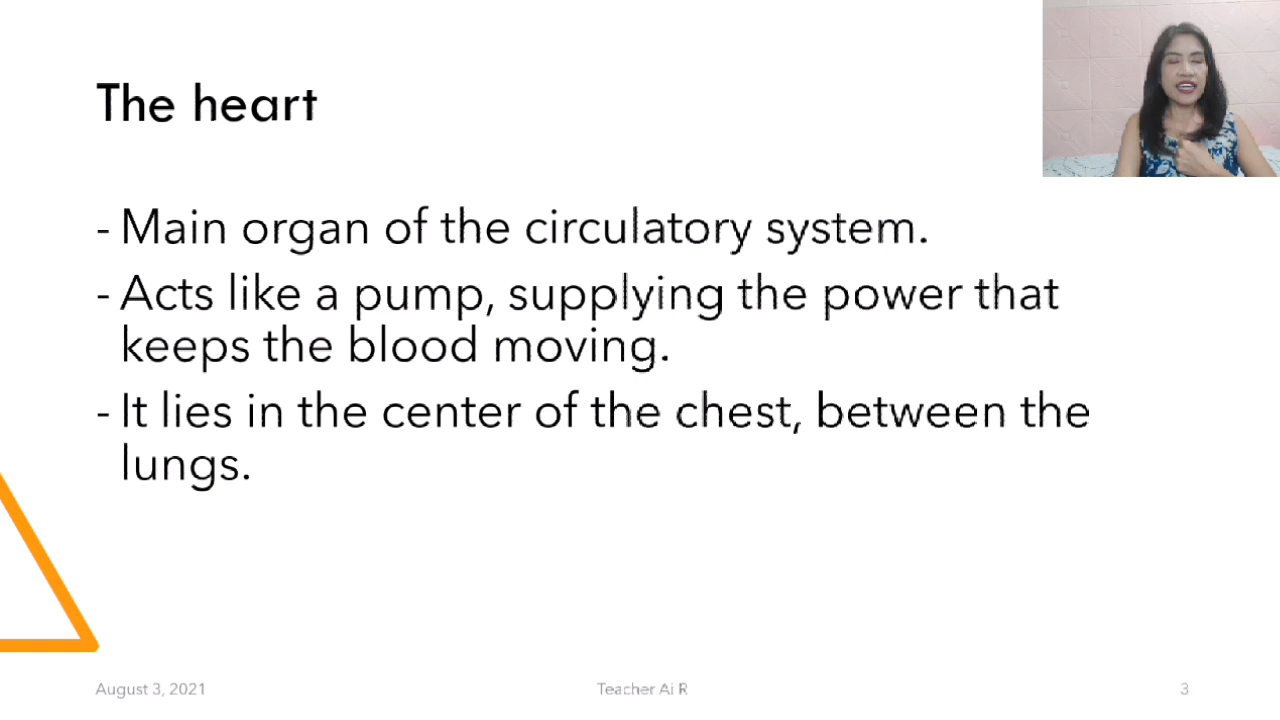 The heart
- Main organ of the circulatory system.
- Acts like a pump, supplying the power that
keeps the blood moving.
- It lies in the center of the chest, between the
lungs.
August 3, 2021
Teacher Ai R
3